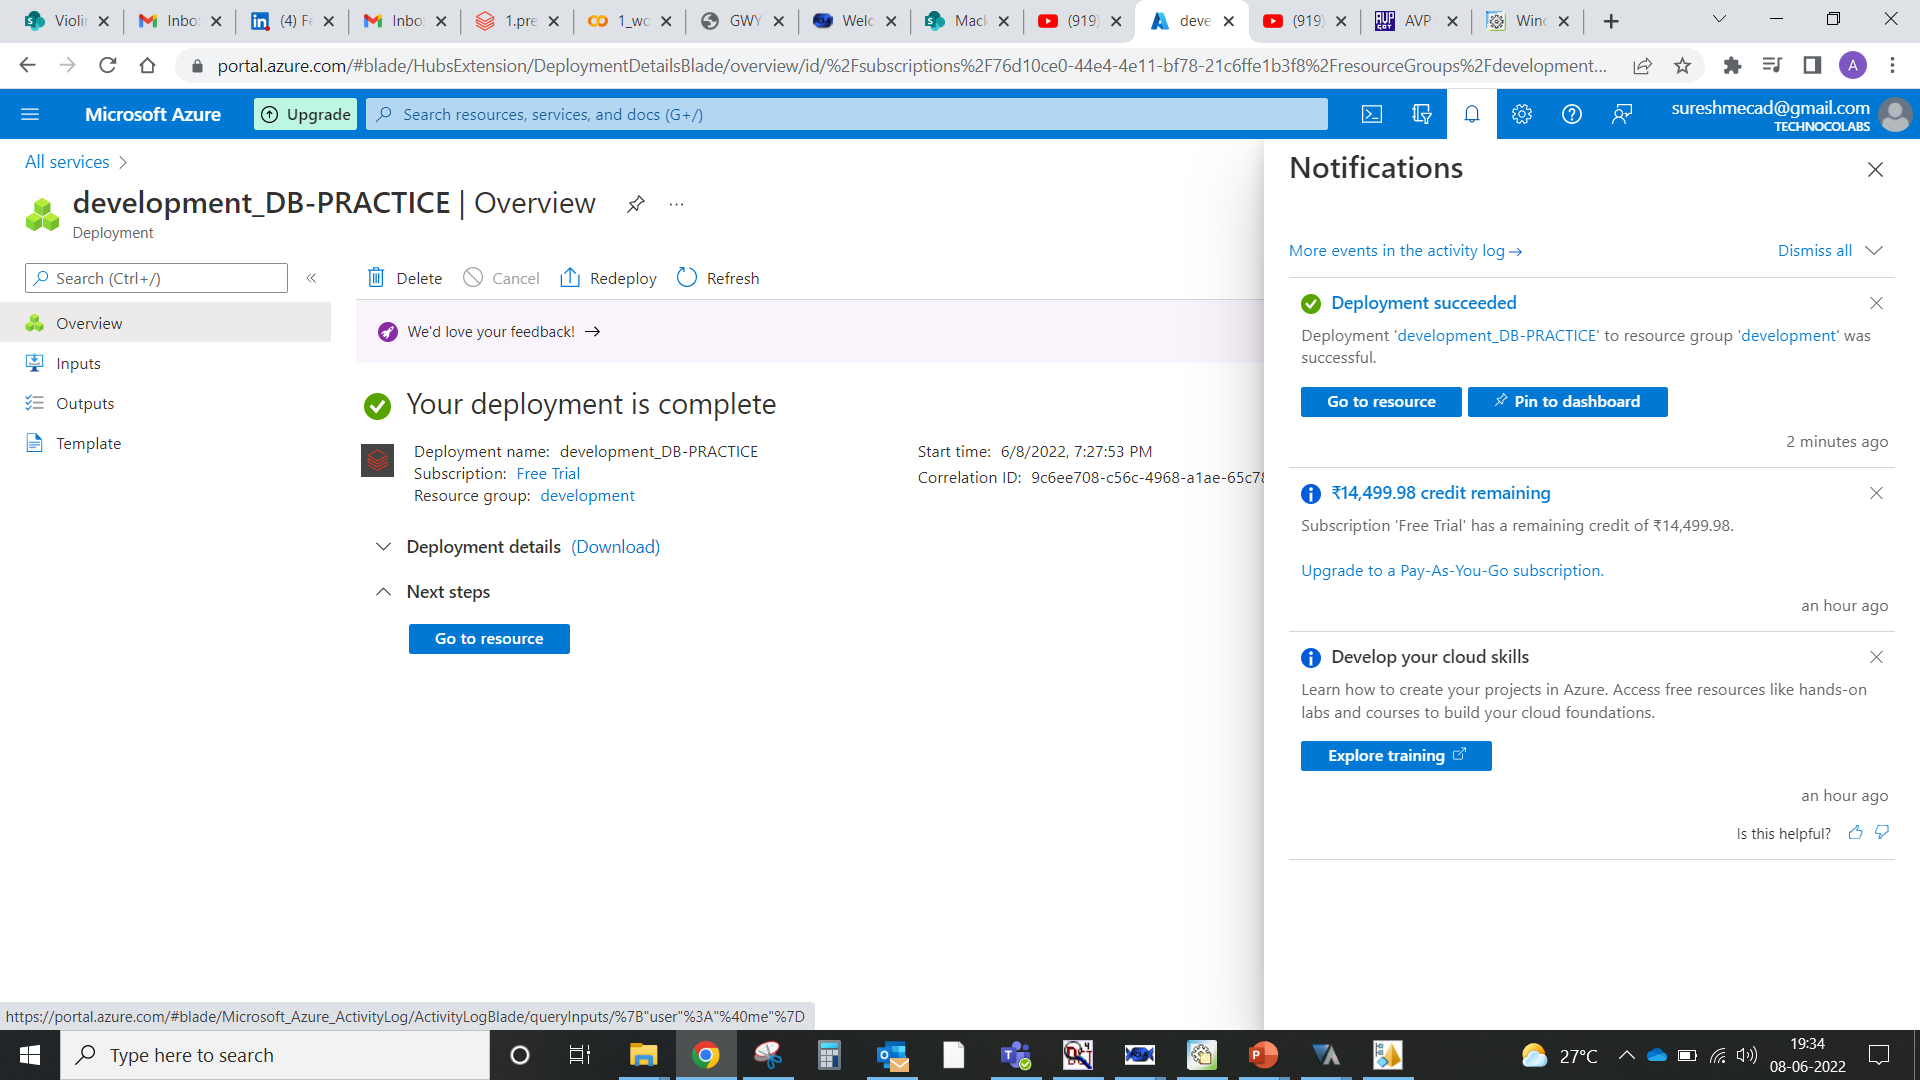 Violin
Inbo
(4) Fe
Inbo
1.pre
1_wo
GWY
Welc
Mack
(919)
deve
(919)
AVP
Winc
portal.azure.com/#blade/HubsExtension/DeploymentDetailsBlade/overview/id/%2Fsubscriptions%2F76d10ce0-44e4-4e11-bf78-21c6ffe1b3f8%2FresourceGroups%2Fdevelopment...
A
Microsoft Azure
Upgrade
Search resources, services, and docs (G+/)
sureshmecad@gmail.com
TECHNOCOLABS
All services
development_DB-PRACTICE | Overview
Deployment
Search (Ctrl+/)
Overview
Inputs
Outputs
Template
Delete
Cancel
Redeploy
Refresh
We'd love your feedback! →
Your deployment is complete
Deployment name: development_DB-PRACTICE
Subscription: Free Trial
Resource group: development
Start time: 6/8/2022, 7:27:53 PM
Correlation ID: 9c6ee708-c56c-4968-a1ae-65c78
Deployment details (Download)
Next steps
Go to resource
Notifications
More events in the activity log →
Dismiss all
Deployment succeeded
Deployment 'development_DB-PRACTICE' to resource group 'development' was
successful.
Go to resource
Pin to dashboard
2 minutes ago
₹14,499.98 credit remaining
Subscription 'Free Trial' has a remaining credit of ₹14,499.98.
Upgrade to a Pay-As-You-Go subscription.
an hour ago
Develop your cloud skills
Learn how to create your projects in Azure. Access free resources like hands-on
labs and courses to build your cloud foundations.
Explore training
an hour ago
Is this helpful?
https://portal.azure.com/#blade/Microsoft_Azure_ActivityLog/ActivityLogBlade/queryInputs/%7B"user"%3A"%40me"%7D
Type here to search
27°C
19:34
08-06-2022